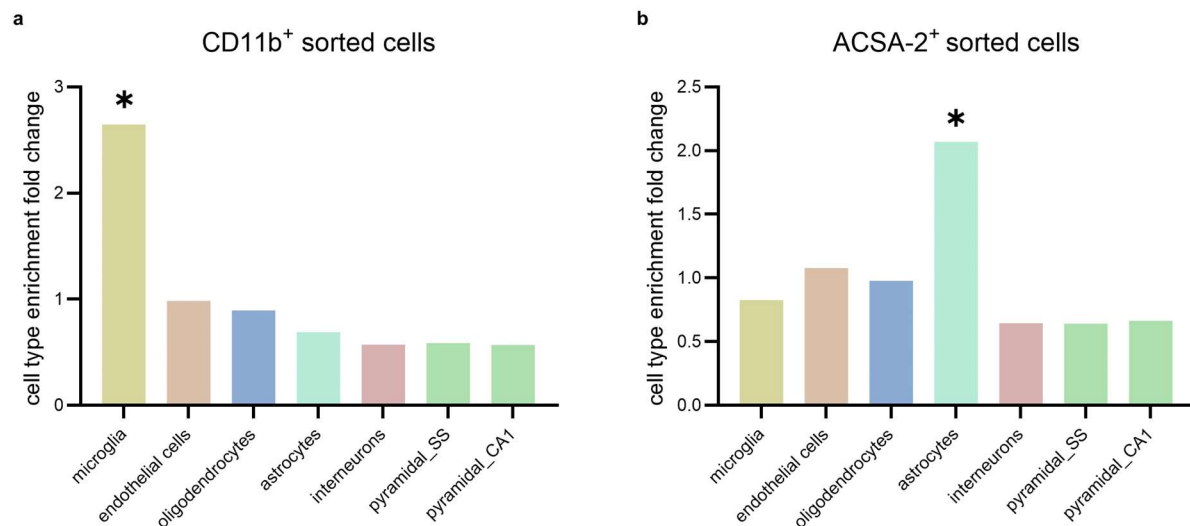 a
CD11b⁺ sorted cells
cell type enrichment fold change
3
2
1
0
*
microglia
endothelial cells
oligodendrocytes
astrocytes
interneurons
pyramidal_SS
pyramidal_CA1
b
ACSA-2⁺ sorted cells
cell type enrichment fold change
2.5
2.0
1.5
1.0
0.5
0.0
*
microglia
endothelial cells
oligodendrocytes
astrocytes
interneurons
pyramidal_SS
pyramidal_CA1